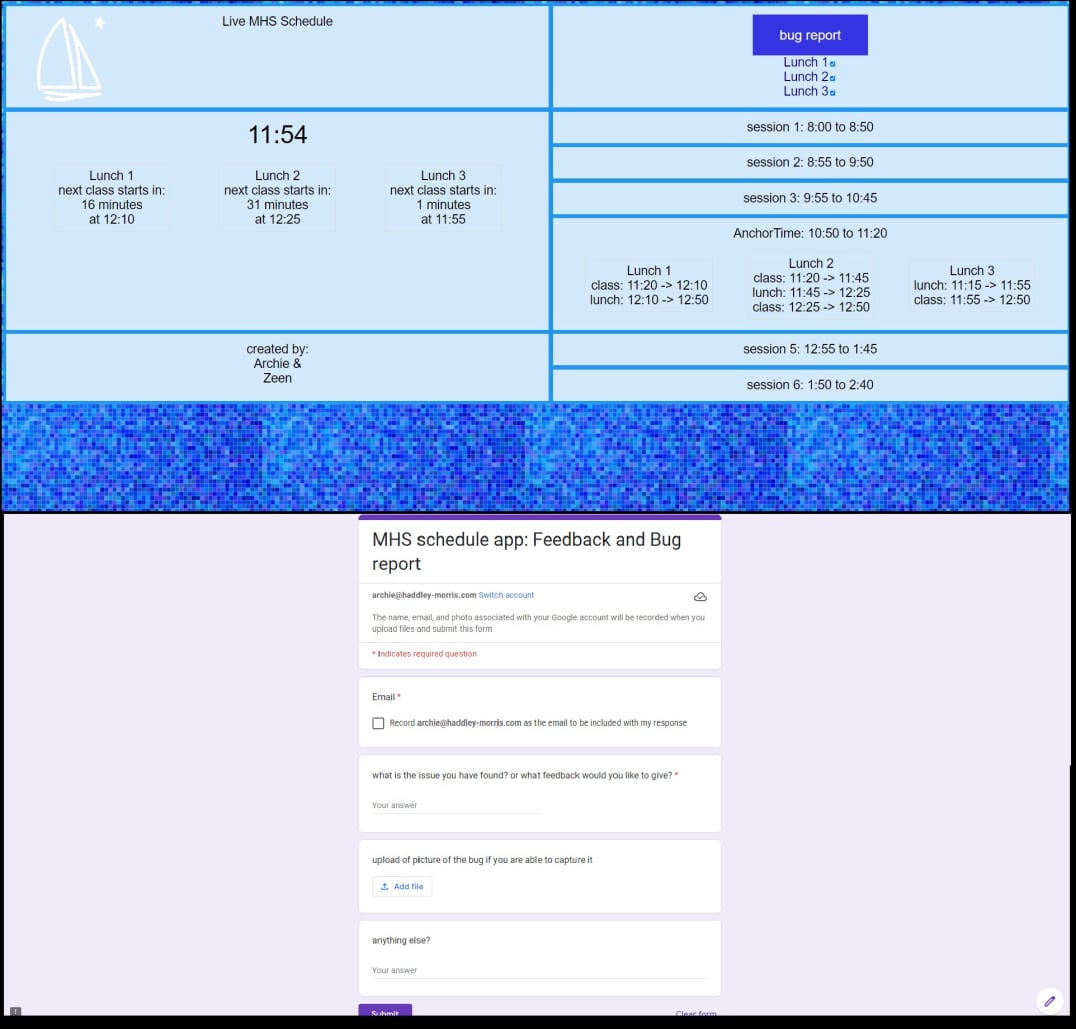 Live MHS Schedule
bug report
Lunch 1
Lunch 2
Lunch 3
11:54
Lunch 1
next class starts in:
16 minutes
at 12:10
Lunch 2
next class starts in:
31 minutes
at 12:25
Lunch 3
next class starts in:
1 minutes
at 11:55
created by:
Archie &
Zeen
session 1: 8:00 to 8:50
session 2: 8:55 to 9:50
session 3: 9:55 to 10:45
AnchorTime: 10:50 to 11:20
Lunch 1
class: 11:20 -> 12:10
lunch: 12:10 -> 12:50
Lunch 2
class: 11:20 -> 11:45
lunch: 11:45 -> 12:25
class: 12:25 -> 12:50
Lunch 3
lunch: 11:15 -> 11:55
class: 11:55 -> 12:50
session 5: 12:55 to 1:45
session 6: 1:50 to 2:40
MHS schedule app: Feedback and Bug
report
archie@haddley-morris.com Switch account
The name, email, and photo associated with your Google account will be recorded when you
upload files and submit this form
* Indicates required question
Email *
Record archie@haddley-morris.com as the email to be included with my response
what is the issue you have found? or what feedback would you like to give? *
Your answer
upload of picture of the bug if you are able to capture it
Add file
anything else?
Your answer
Submit
Clear form